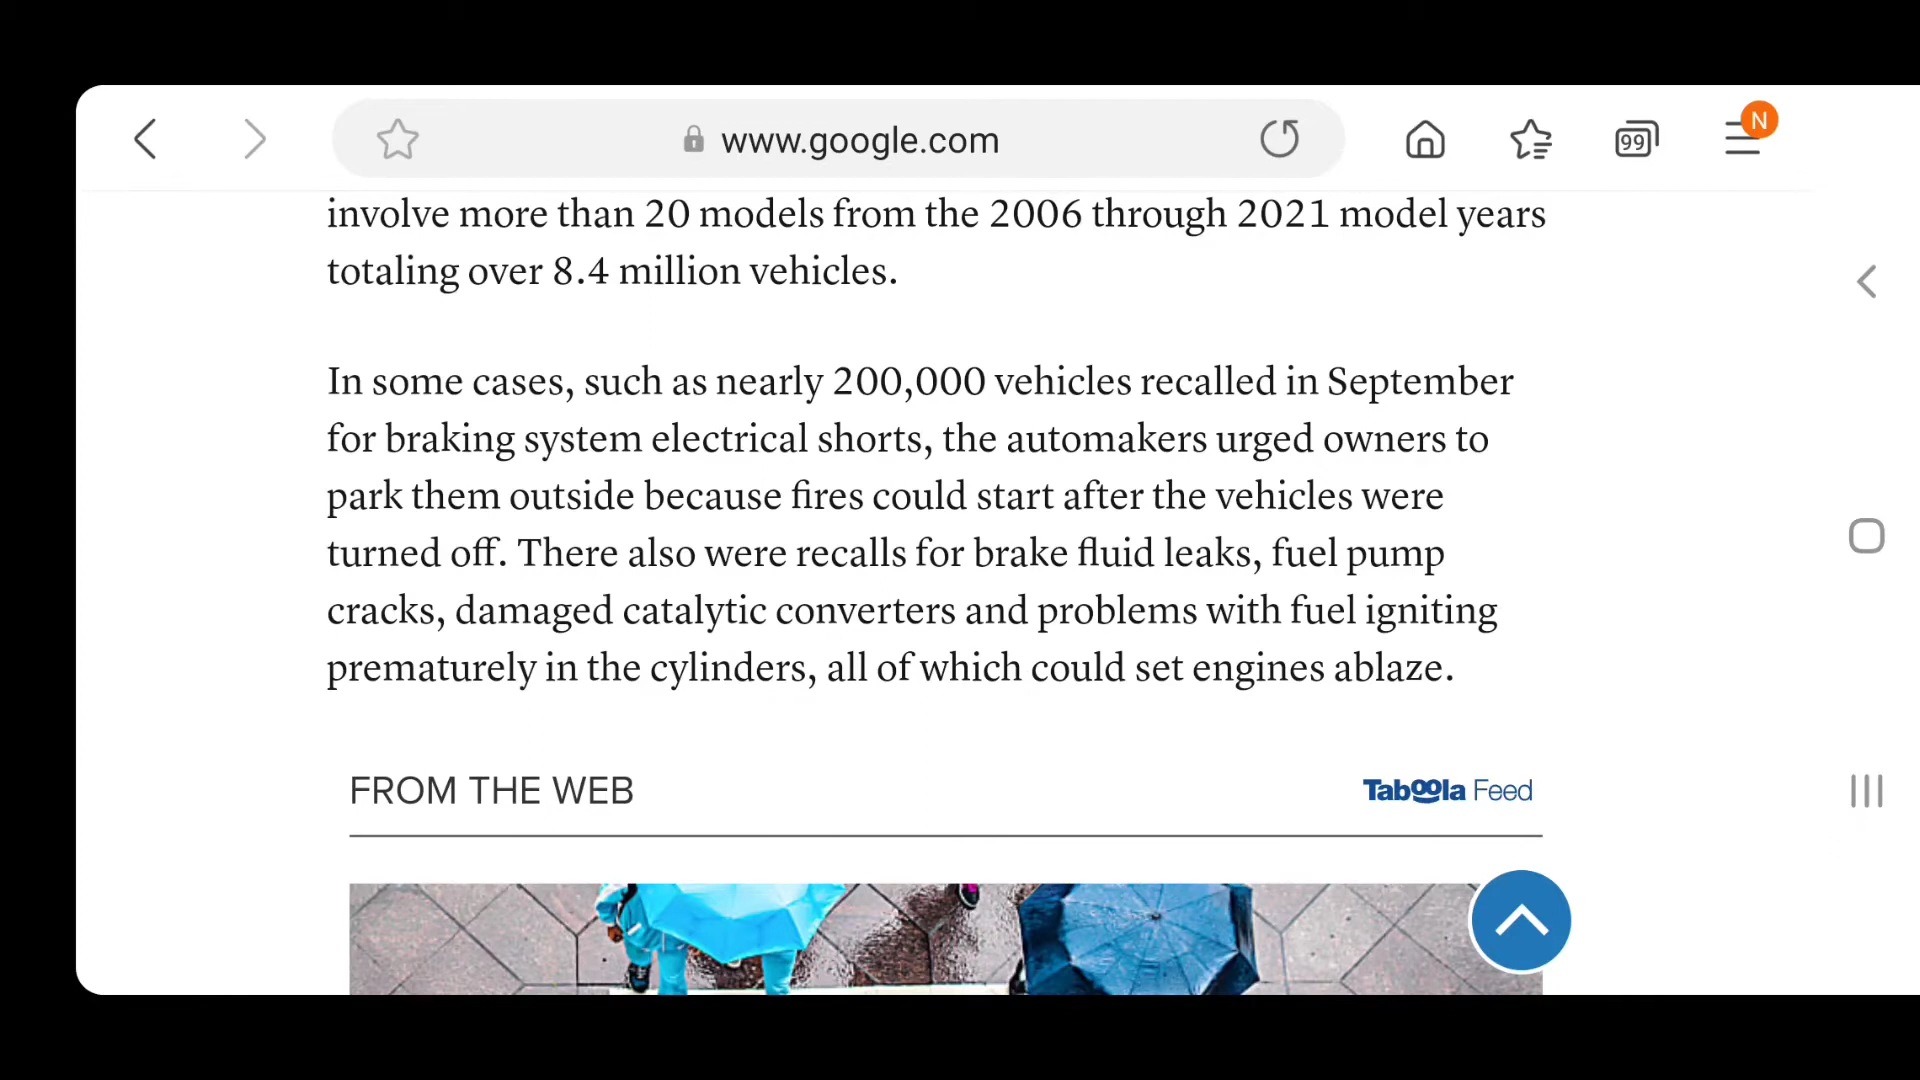 www.google.com
99
N
involve more than 20 models from the 2006 through 2021 model years
totaling over 8.4 million vehicles.
In some cases, such as nearly 200,000 vehicles recalled in September
for braking system electrical shorts, the automakers urged owners to
park them outside because fires could start after the vehicles were
turned off. There also were recalls for brake fluid leaks, fuel pump
cracks, damaged catalytic converters and problems with fuel igniting
prematurely in the cylinders, all of which could set engines ablaze.
FROM THE WEB
Taboola Feed